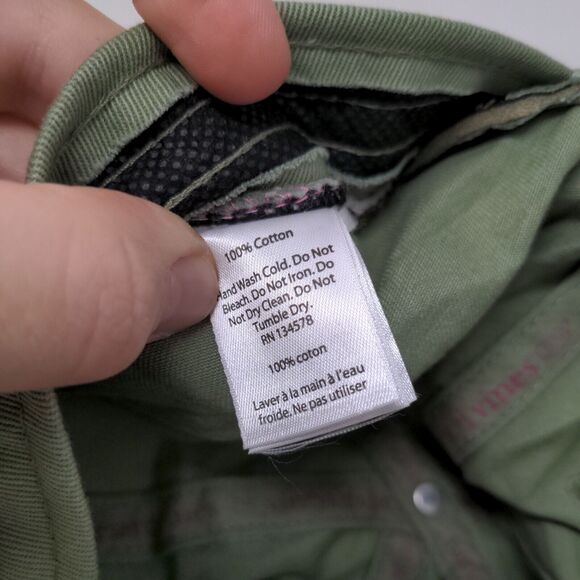 100% Cotton
Hand Wash Cold. Do Not
Bleach. Do Not Iron. Do
Not Dry Clean. Do Not
Tumble Dry.
RN 134578
100% coton
Laver à la main à l'eau
froide. Ne pas utiliser
vines